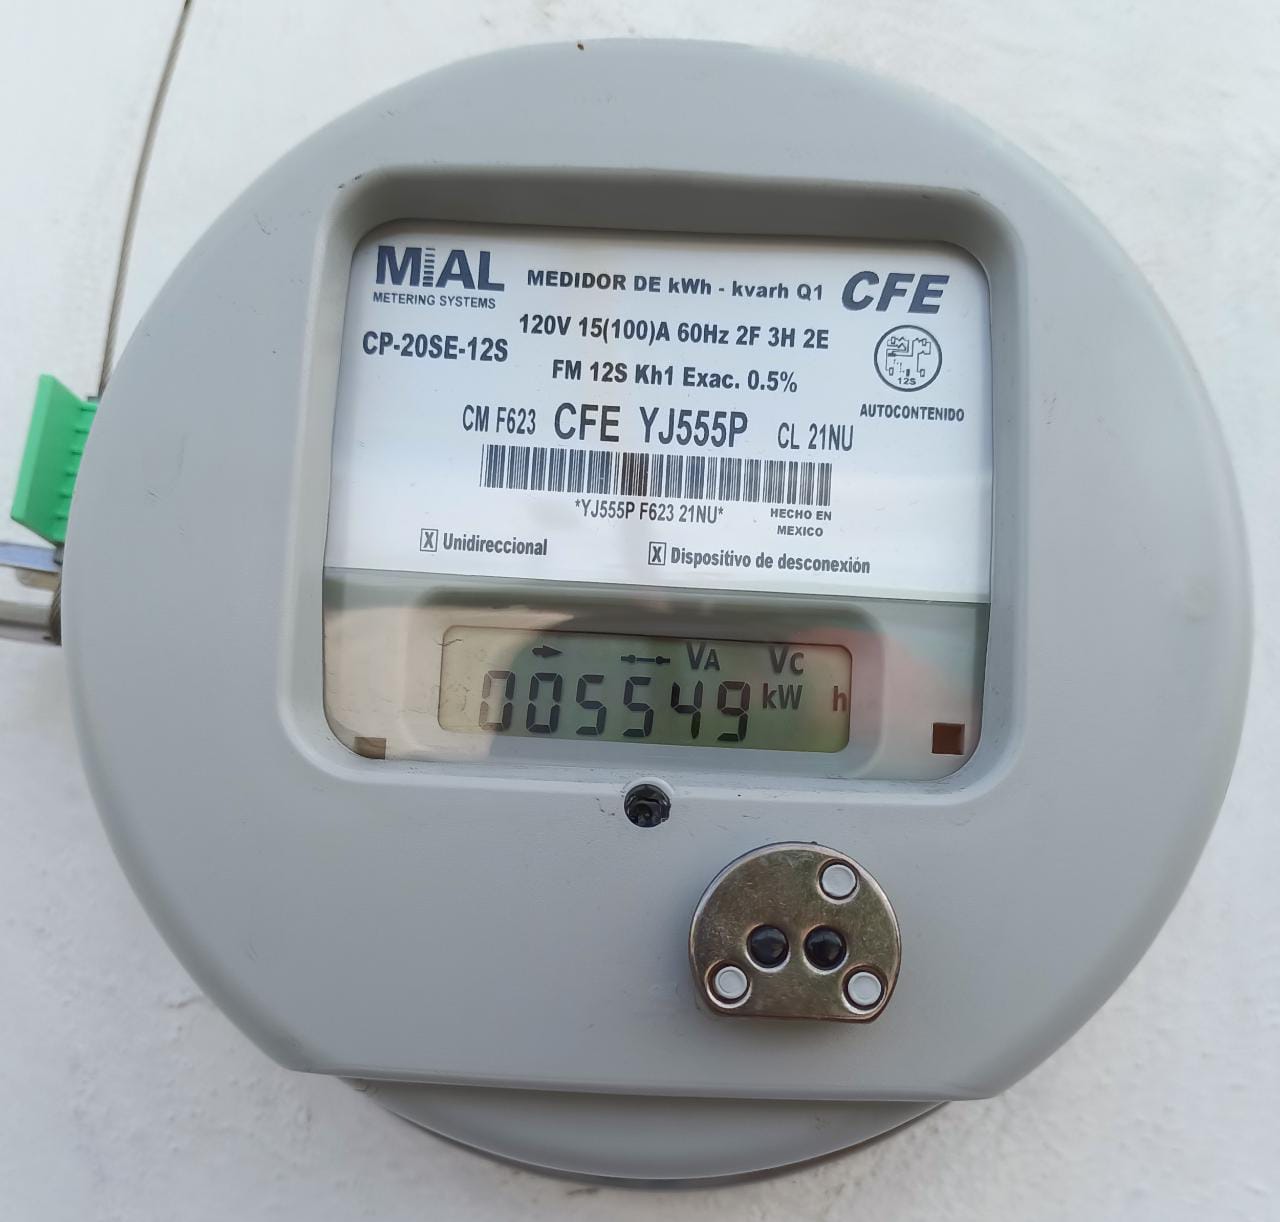 MIAL
METERING SYSTEMS
MEDIDOR DE kWh - kvarh Q1
CFE
CP-20SE-12S
120V 15(100)A 60Hz 2F 3H 2E
FM 12S Kh1 Exac. 0.5%
12S
AUTOCONTENIDO
CM F623 CFE YJ555P CL 21NU
*YJ555P F623 21NU*
HECHO EN
MEXICO
X Unidireccional
X Dispositivo de desconexión
VA VC
005549 kW h